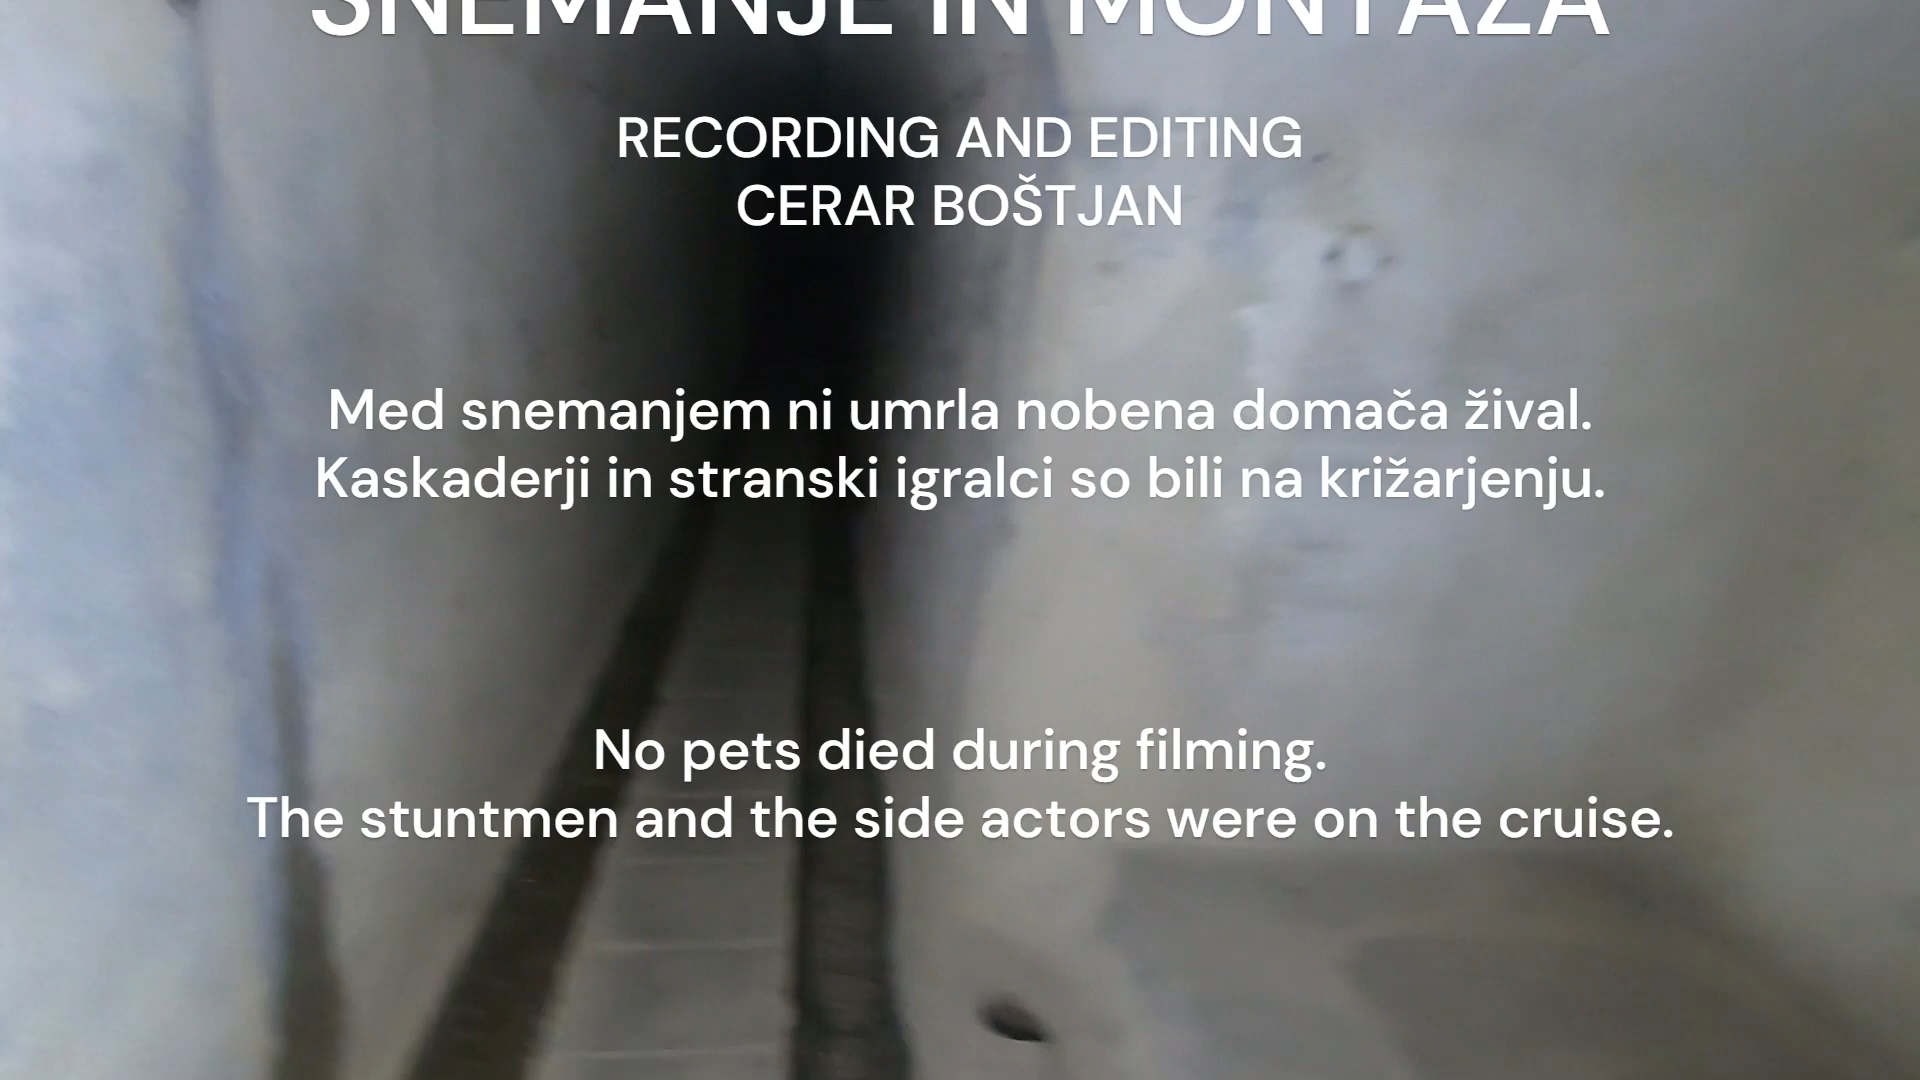 SNEMANJE IN MONTAŽA
RECORDING AND EDITING
CERAR BOŠTJAN
Med snemanjem ni umrla nobena domača žival.
Kaskaderji in stranski igralci so bili na križarjenju.
No pets died during filming.
The stuntmen and the side actors were on the cruise.